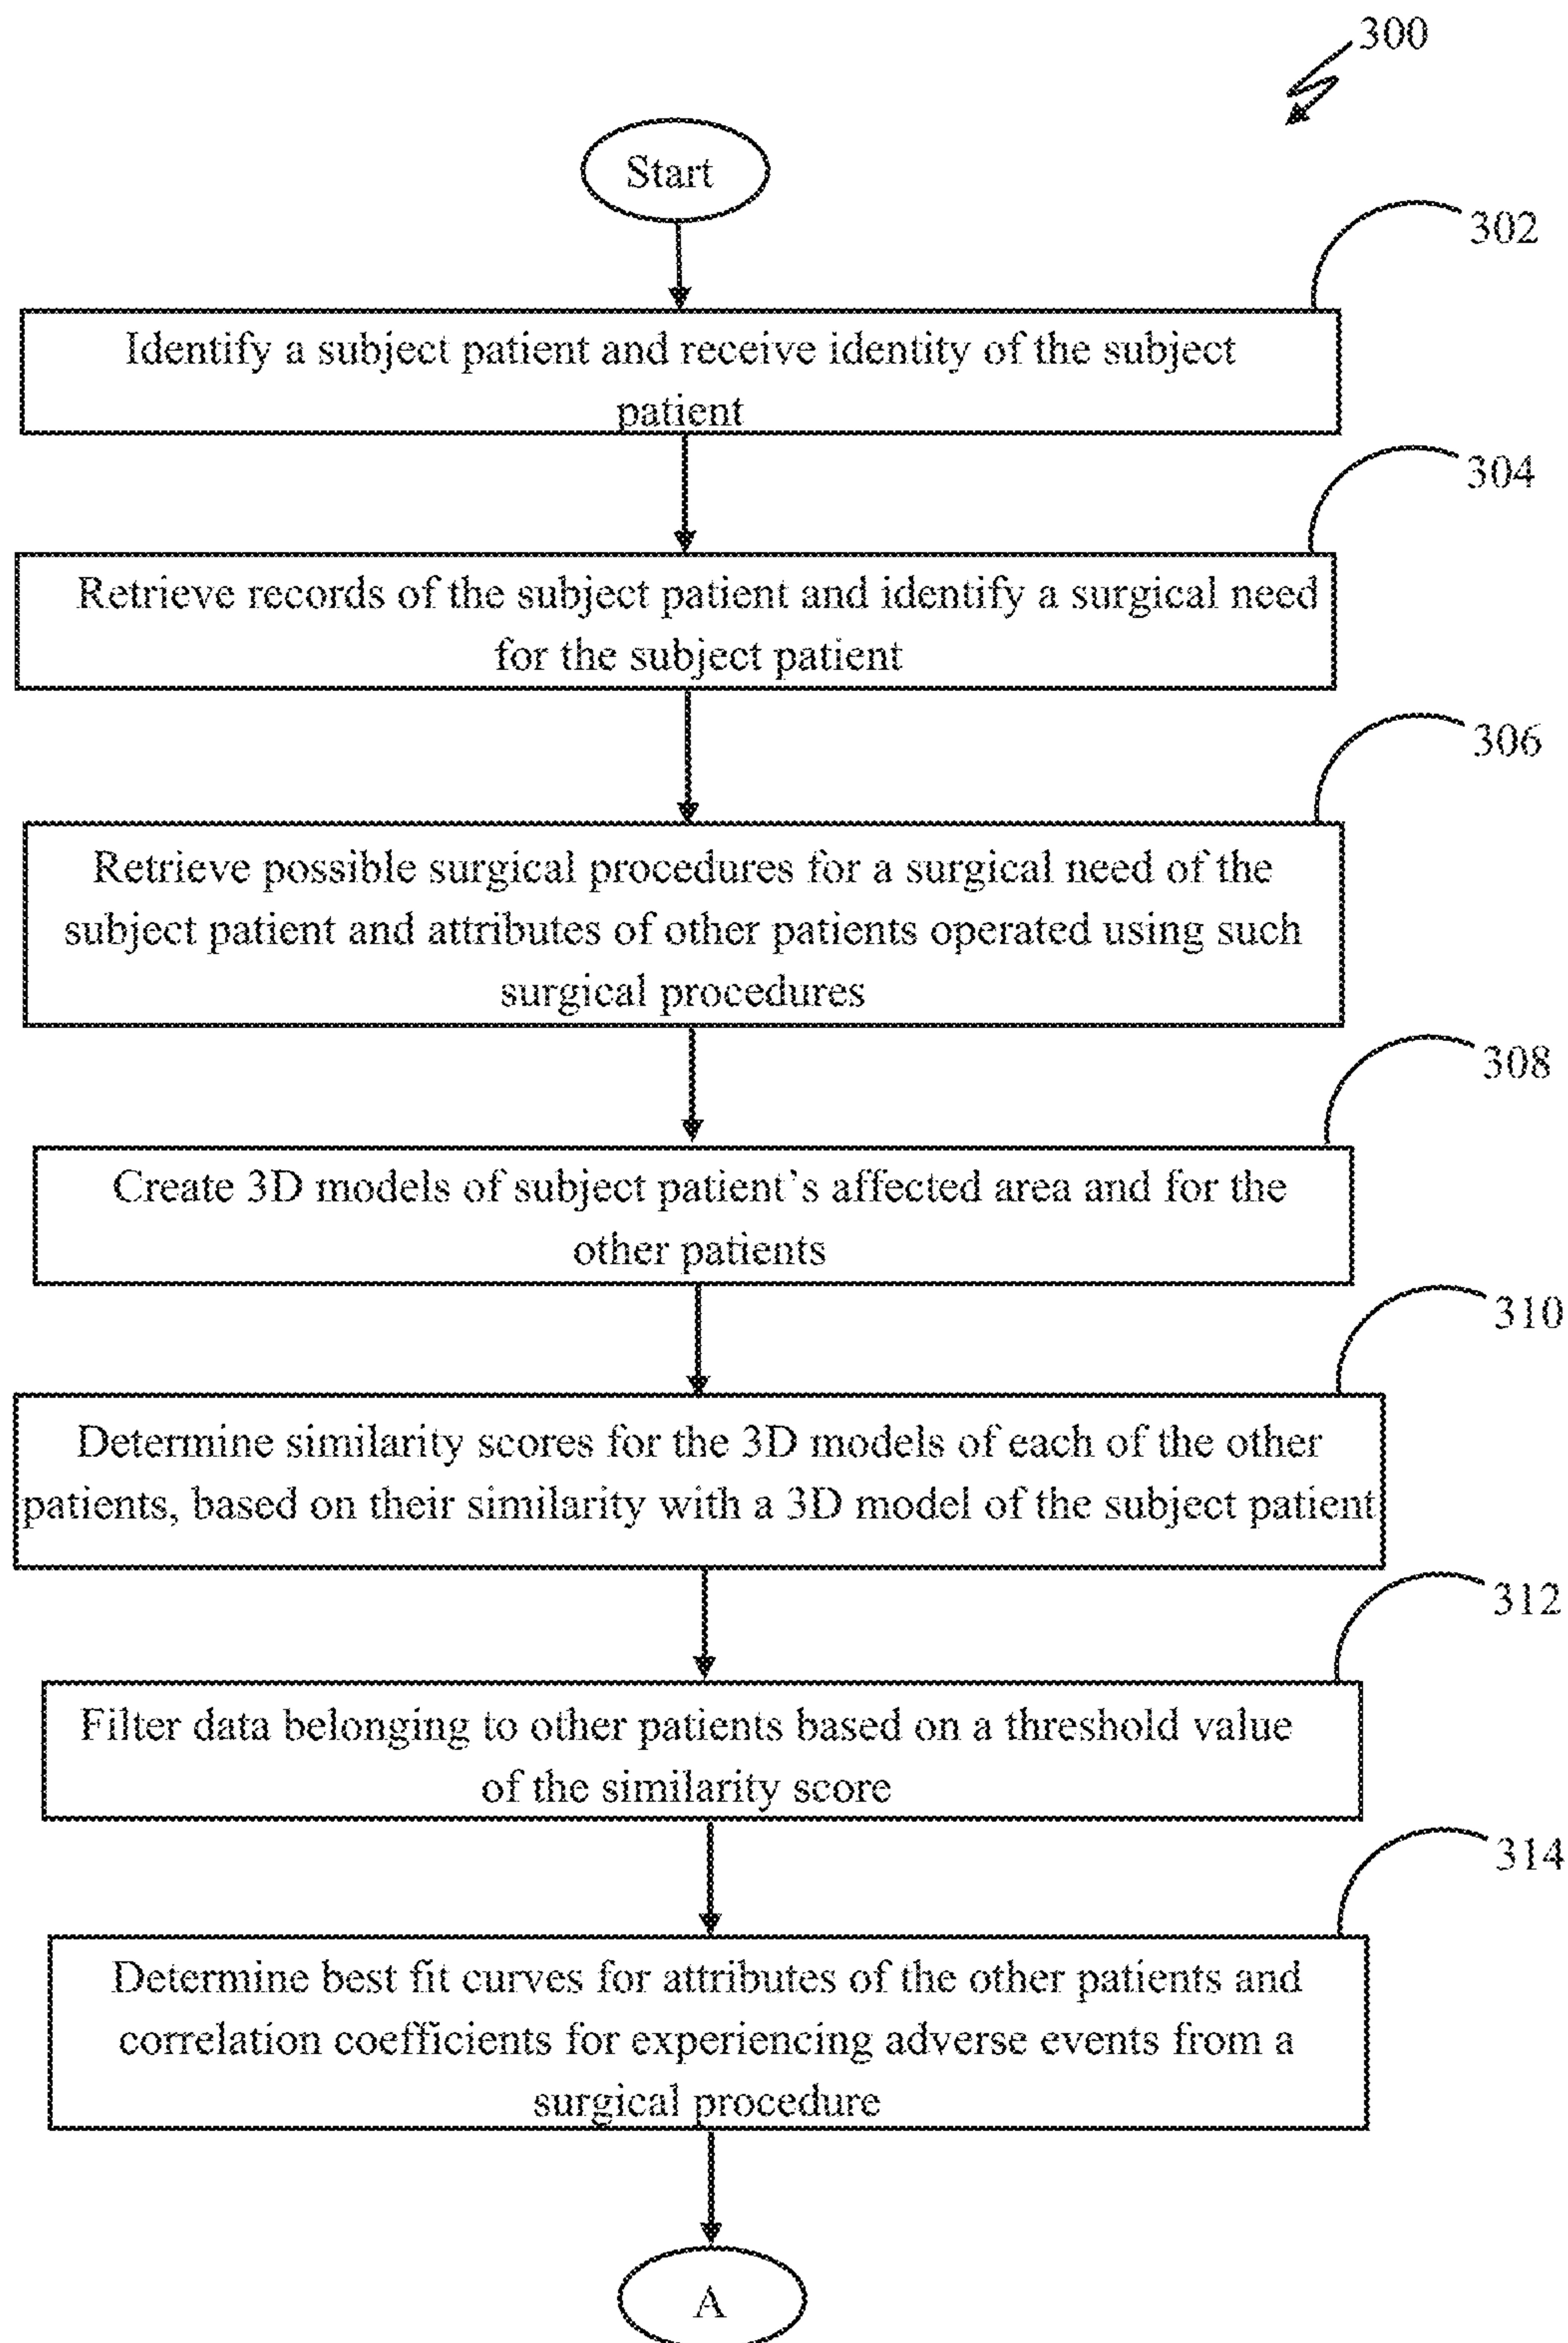 300
Start
302
Identify a subject patient and receive identity of the subject
patient
304
Retrieve records of the subject patient and identify a surgical need
for the subject patient
306
Retrieve possible surgical procedures for a surgical need of the
subject patient and attributes of other patients operated using such
surgical procedures
308
Create 3D models of subject patient's affected area and for the
other patients
310
Determine similarity scores for the 3D models of each of the other
patients, based on their similarity with a 3D model of the subject patient
312
Filter data belonging to other patients based on a threshold value
of the similarity score
314
Determine best fit curves for attributes of the other patients and
correlation coefficients for experiencing adverse events from a
surgical procedure
A